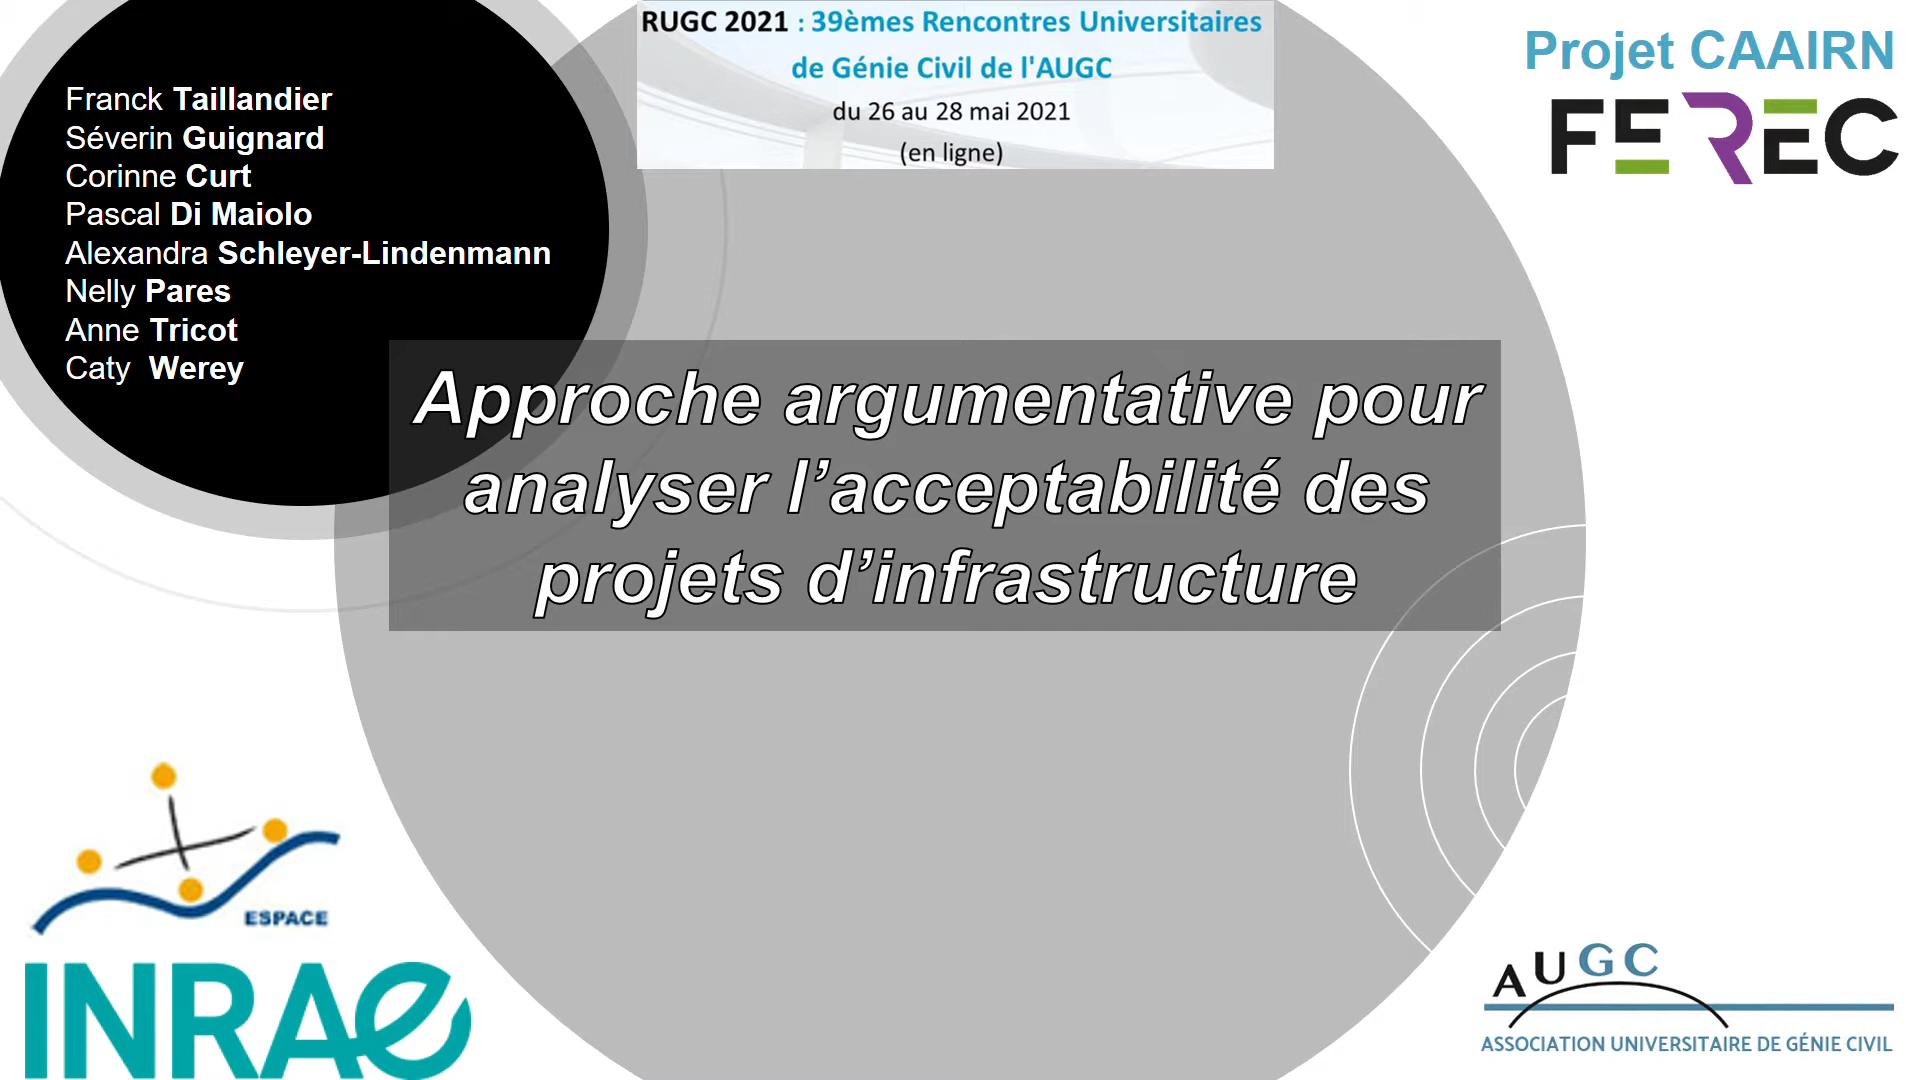 RUGC 2021 : 39èmes Rencontres Universitaires
de Génie Civil de l'AUGC
du 26 au 28 mai 2021
(en ligne)
Projet CAAIRN
FEREC
Franck Taillandier
Séverin Guignard
Corinne Curt
Pascal Di Maiolo
Alexandra Schleyer-Lindenmann
Nelly Pares
Anne Tricot
Caty Werey
Approche argumentative pour
analyser l’acceptabilité des
projets d’infrastructure
ESPACE
INRAE
AUGC
ASSOCIATION UNIVERSITAIRE DE GÉNIE CIVIL